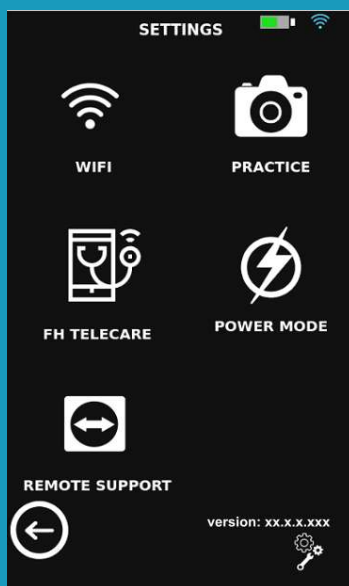 SETTINGS
WIFI
PRACTICE
FH TELECARE
POWER MODE
REMOTE SUPPORT
version: xx.x.x.xxx